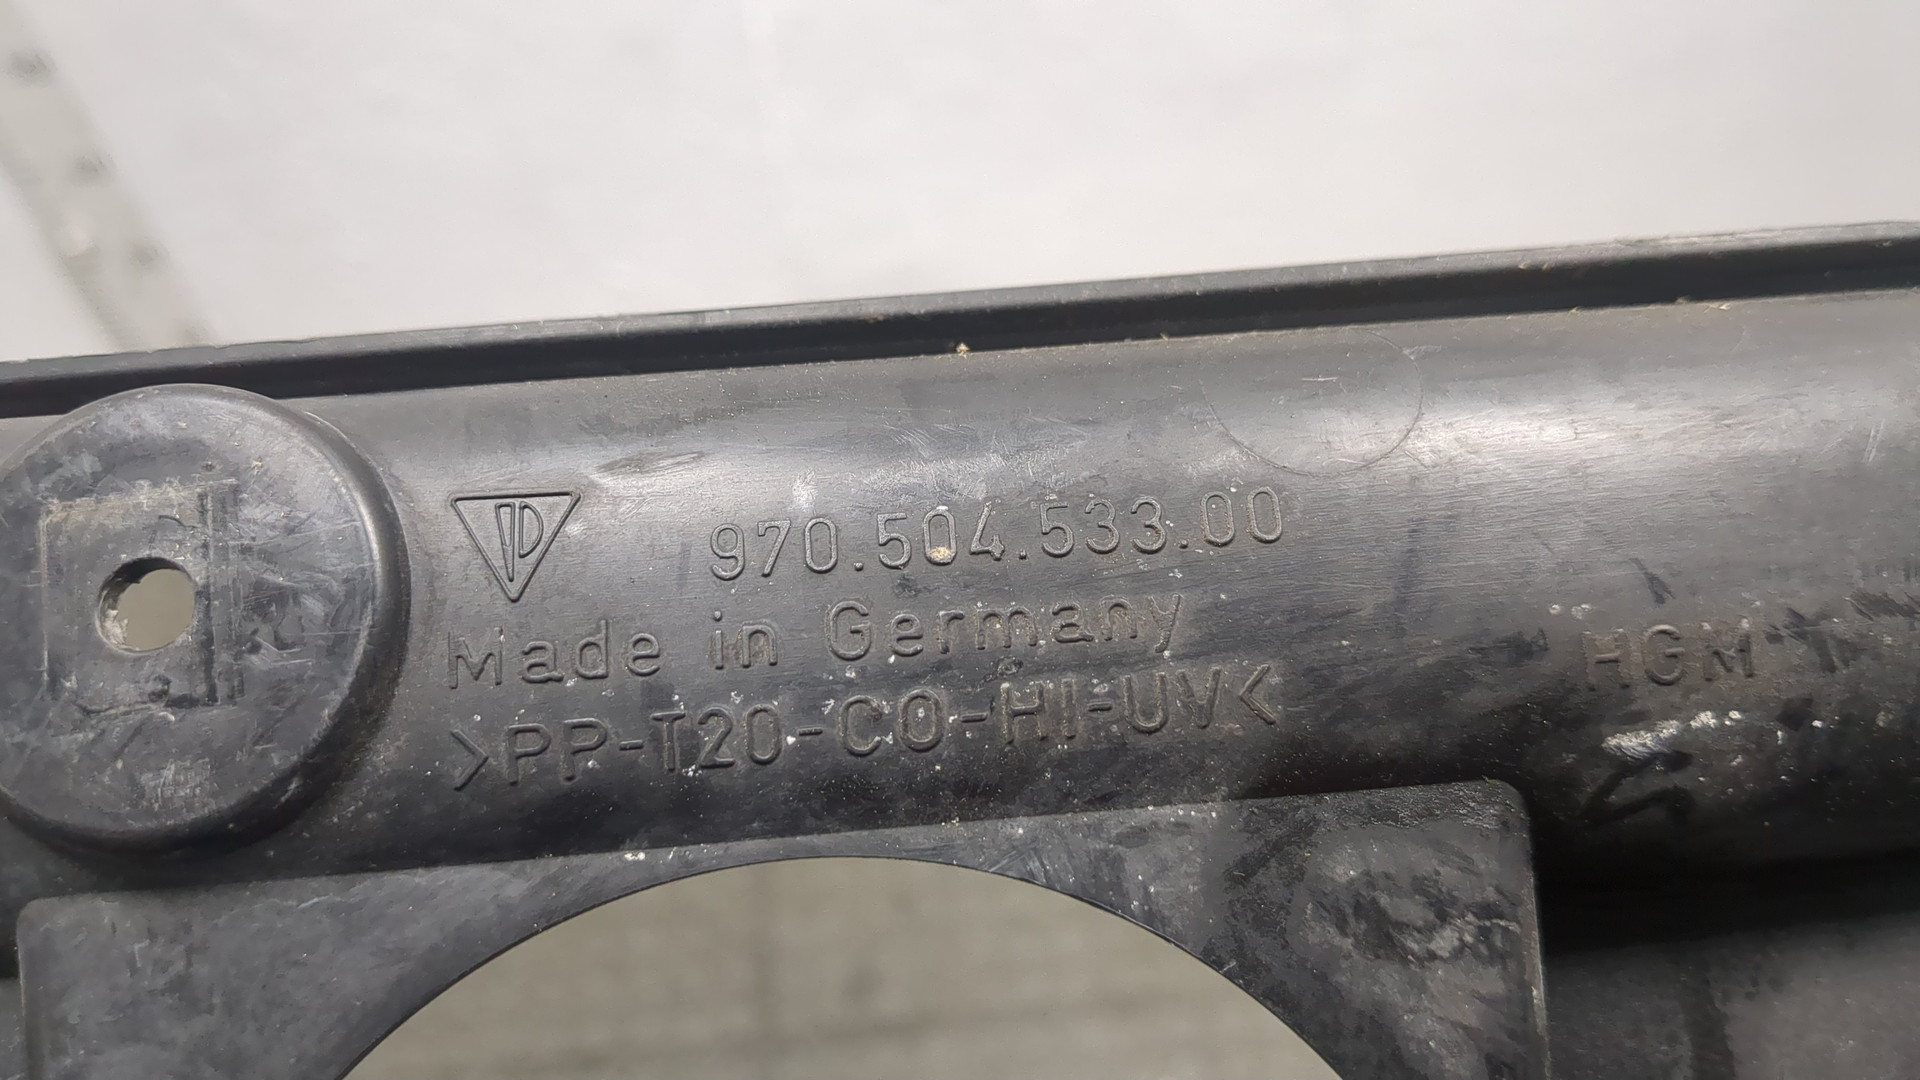 970.504.533.00
Made in Germany
>PP-T20-CO-HI-UV<
HGM